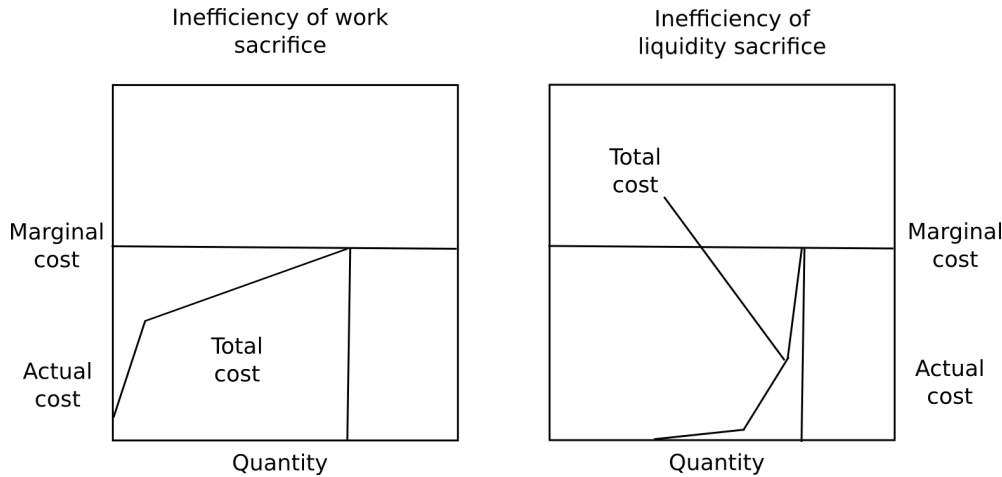 Inefficiency of work
sacrifice
Marginal
cost
Actual
cost
Total
cost
Quantity
Inefficiency of
liquidity sacrifice
Total
cost
Marginal
cost
Actual
cost
Quantity